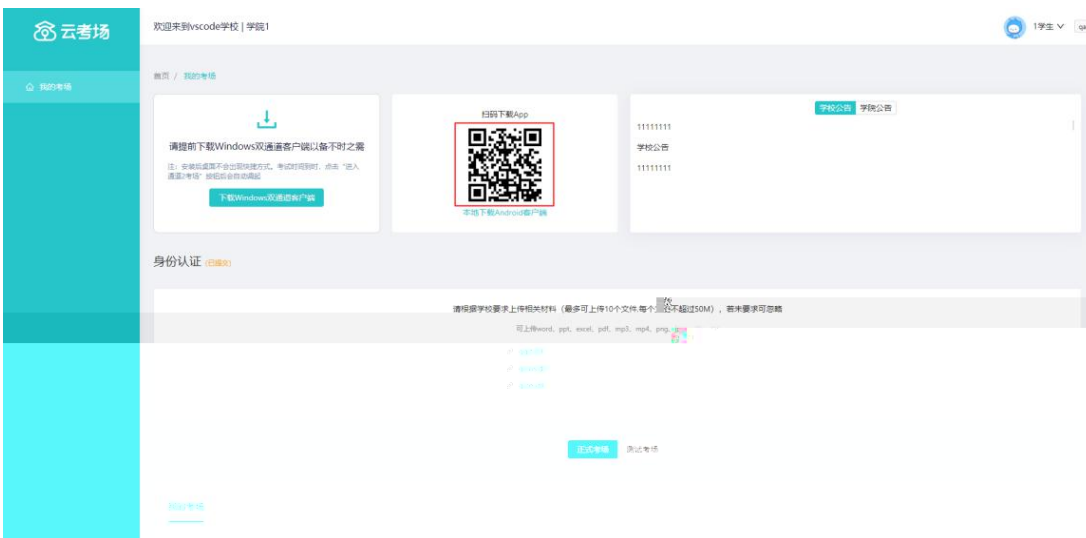 云考场
欢迎来到vscode学校 | 学院1
1学生
我的考场
首页 / 我的考场
请提前下载Windows双通道客户端以备不时之需
注：安装后桌面不会出现快捷方式。考试时间到时，点击“进入
通道2考场”按钮后会自动调起
下载Windows双通道客户端
扫码下载App
本地下载Android客户端
学校公告 学院公告
11111111
学校公告
11111111
身份认证 (已提交)
请根据学校要求上传相关材料（最多可上传10个文件,每个 不超过50M），若未要求可忽略
可上传word、ppt、excel、pdf、mp3、mp4、png、
正式考场 测试考场